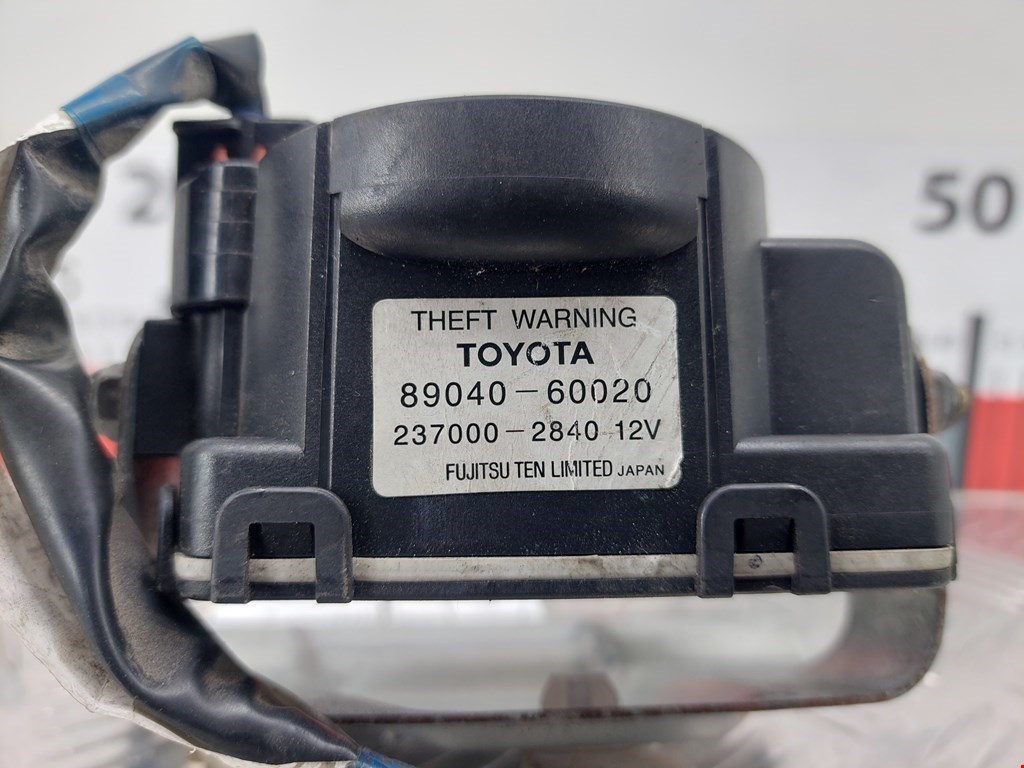 50
THEFT WARNING
TOYOTA
89040-60020
237000-2840 12V
FUJITSU TEN LIMITED JAPAN